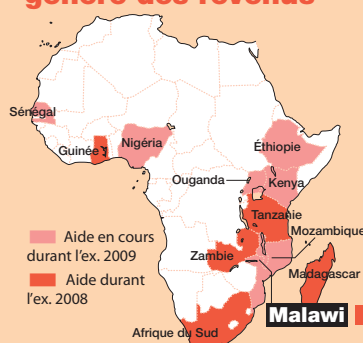 génère des revenus
Sénégal
Guinée
Nigéria
Éthiopie
Ouganda
Kenya
Tanzanie
Mozambique
Zambie
Madagascar
Malawi
Afrique du Sud
Aide en cours
durant l'ex. 2009
Aide durant
l'ex. 2008